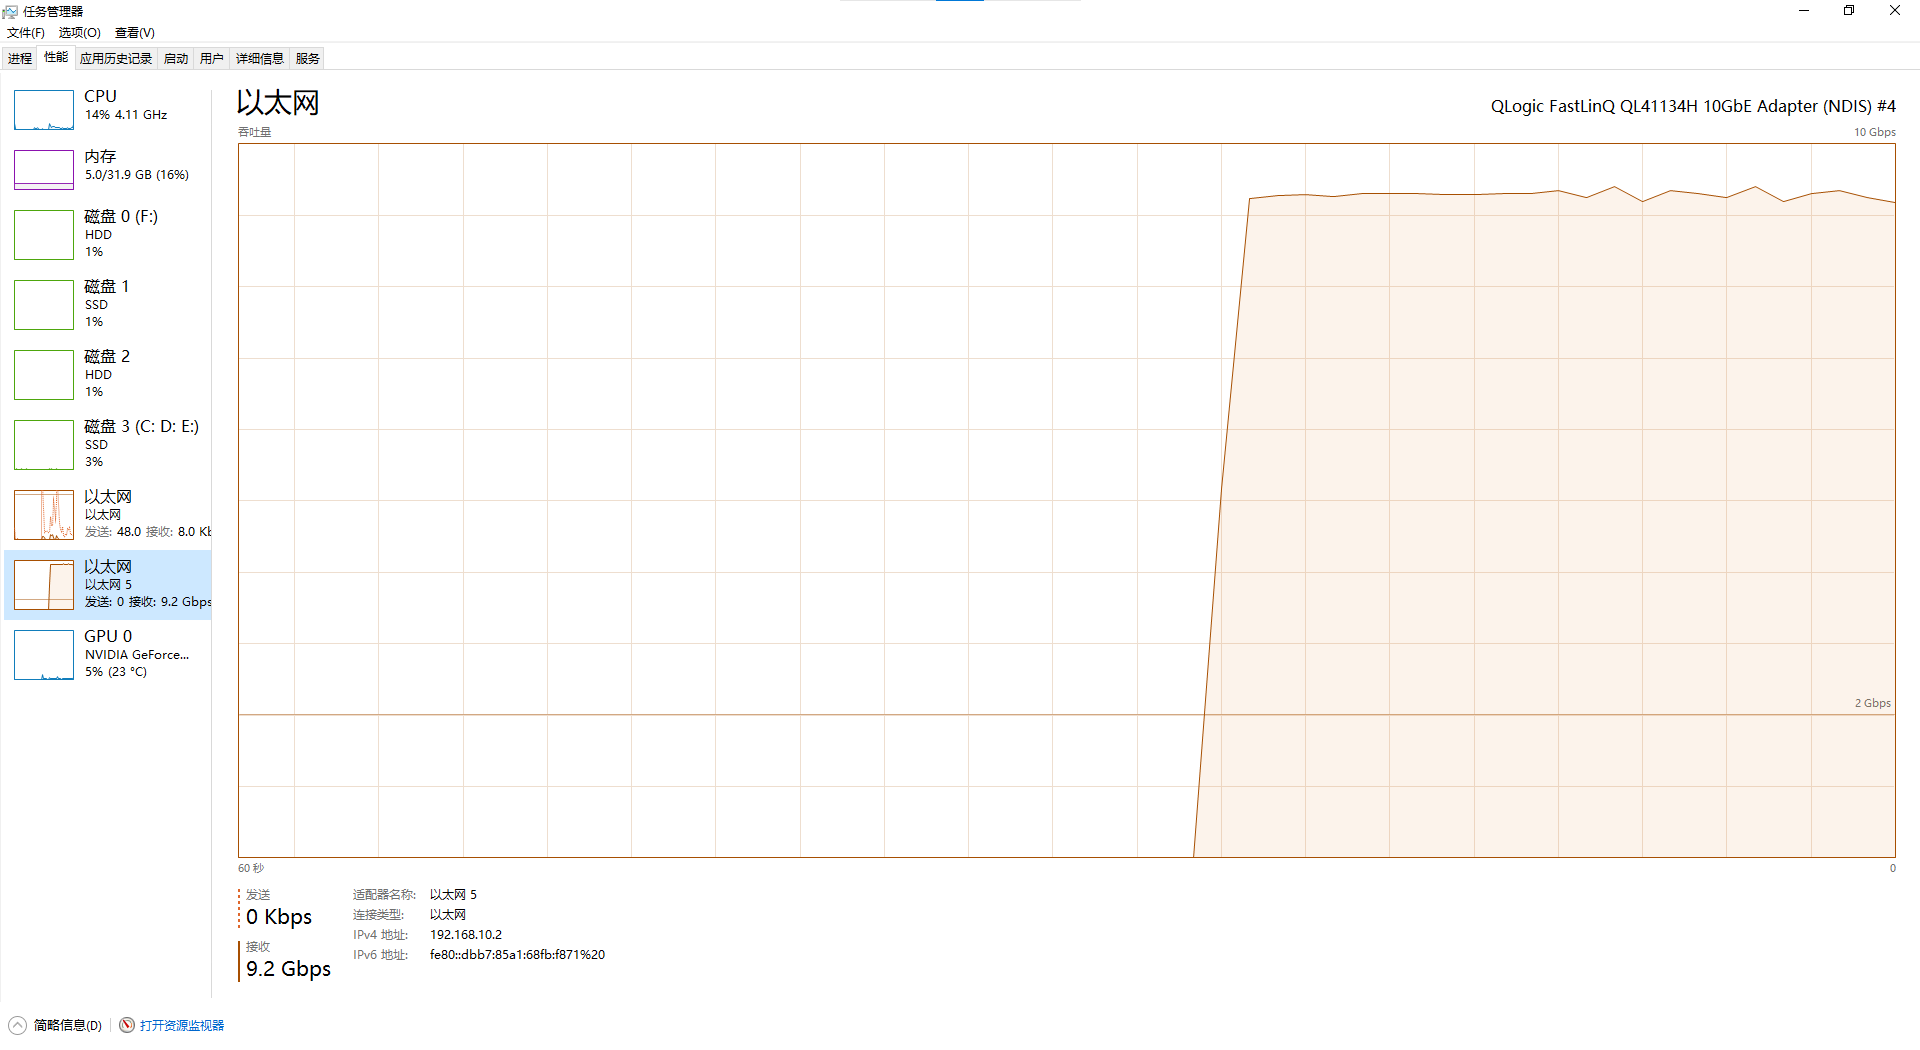 任务管理器
文件(F) 选项(O) 查看(V)
进程 性能 应用历史记录 启动 用户 详细信息 服务
CPU
14% 4.11 GHz
内存
5.0/31.9 GB (16%)
磁盘 0 (F:)
HDD
1%
磁盘 1
SSD
1%
磁盘 2
HDD
1%
磁盘 3 (C: D: E:)
SSD
3%
以太网
以太网
发送: 48.0 接收: 8.0 Kb
以太网
以太网 5
发送: 0 接收: 9.2 Gbps
GPU 0
NVIDIA GeForce...
5% (23 °C)
以太网
QLogic FastLinQ QL41134H 10GbE Adapter (NDIS) #4
吞吐量
10 Gbps
2 Gbps
60 秒
0
发送
0 Kbps
接收
9.2 Gbps
适配器名称: 以太网 5
连接类型: 以太网
IPv4 地址: 192.168.10.2
IPv6 地址: fe80::dbb7:85a1:68fb:f871%20
简略信息(D)
打开资源监视器